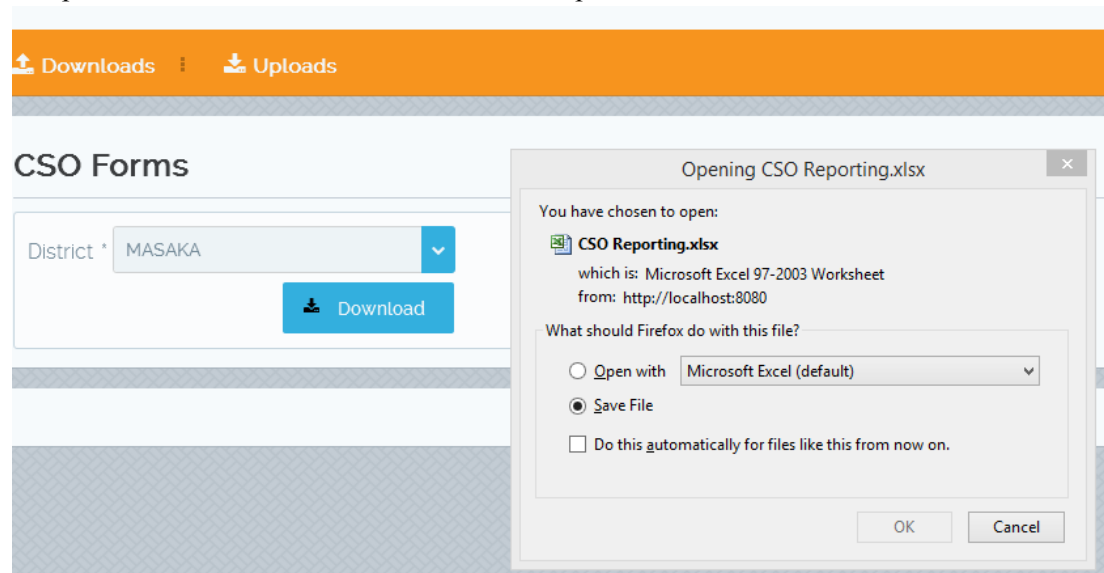 Downloads Uploads
CSO Forms
District * MASAKA
Download
Opening CSO Reporting.xlsx
You have chosen to open:
CSO Reporting.xlsx
which is: Microsoft Excel 97-2003 Worksheet
from: http://localhost:8080
What should Firefox do with this file?
Open with Microsoft Excel (default)
Save File
Do this automatically for files like this from now on.
OK Cancel